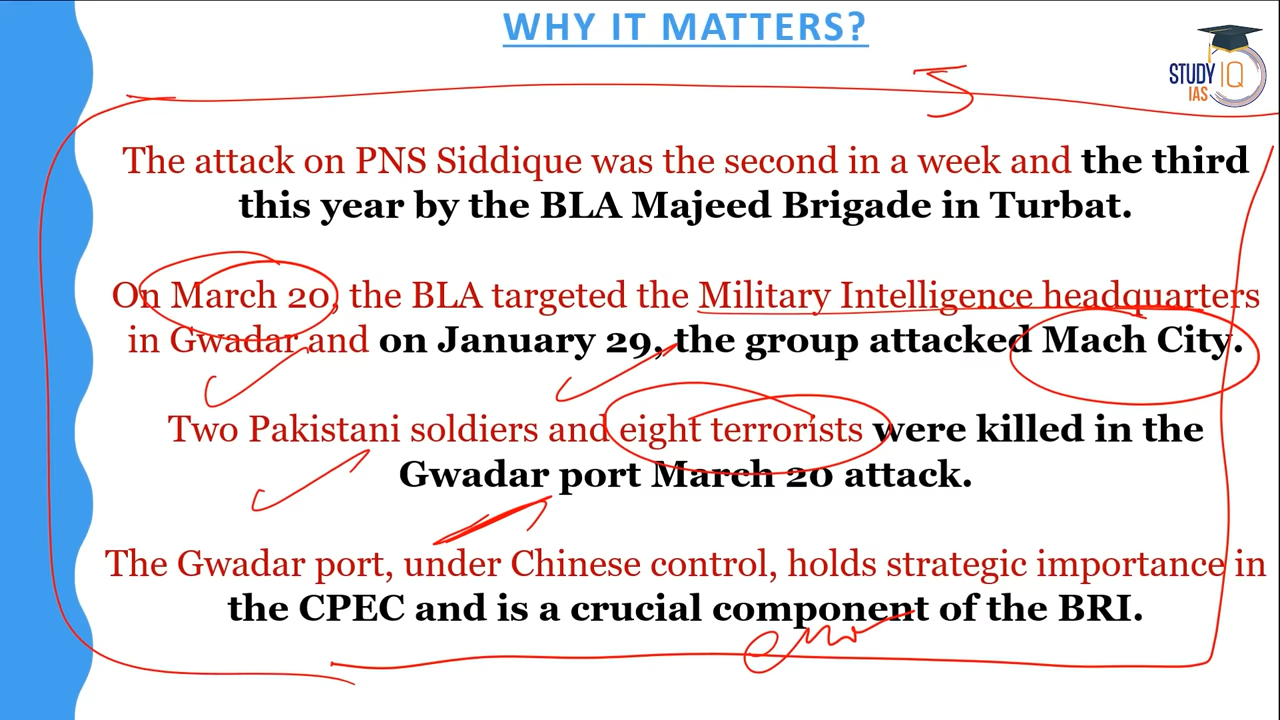 WHY IT MATTERS?
STUDY IQ
IAS
The attack on PNS Siddique was the second in a week and the third
this year by the BLA Majeed Brigade in Turbat.
On March 20, the BLA targeted the Military Intelligence headquarters
in Gwadar and on January 29, the group attacked Mach City.
Two Pakistani soldiers and eight terrorists were killed in the
Gwadar port March 20 attack.
The Gwadar port, under Chinese control, holds strategic importance in
the CPEC and is a crucial component of the BRI.